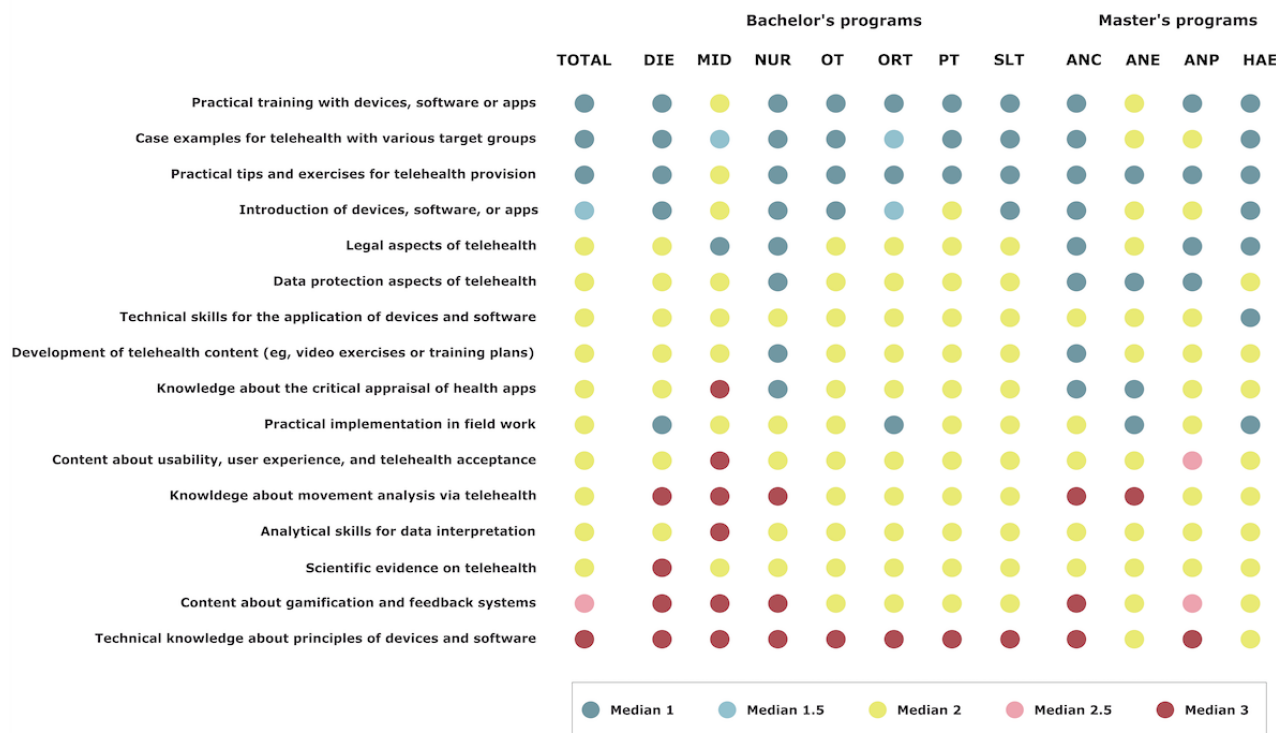 Bachelor's programs Master's programs
TOTAL DIE MID NUR OT ORT PT SLT ANC ANE ANP HAE
Practical training with devices, software or apps
Case examples for telehealth with various target groups
Practical tips and exercises for telehealth provision
Introduction of devices, software, or apps
Legal aspects of telehealth
Data protection aspects of telehealth
Technical skills for the application of devices and software
Development of telehealth content (eg, video exercises or training plans)
Knowledge about the critical appraisal of health apps
Practical implementation in field work
Content about usability, user experience, and telehealth acceptance
Knowldege about movement analysis via telehealth
Analytical skills for data interpretation
Scientific evidence on telehealth
Content about gamification and feedback systems
Technical knowledge about principles of devices and software
Median 1 Median 1.5 Median 2 Median 2.5 Median 3